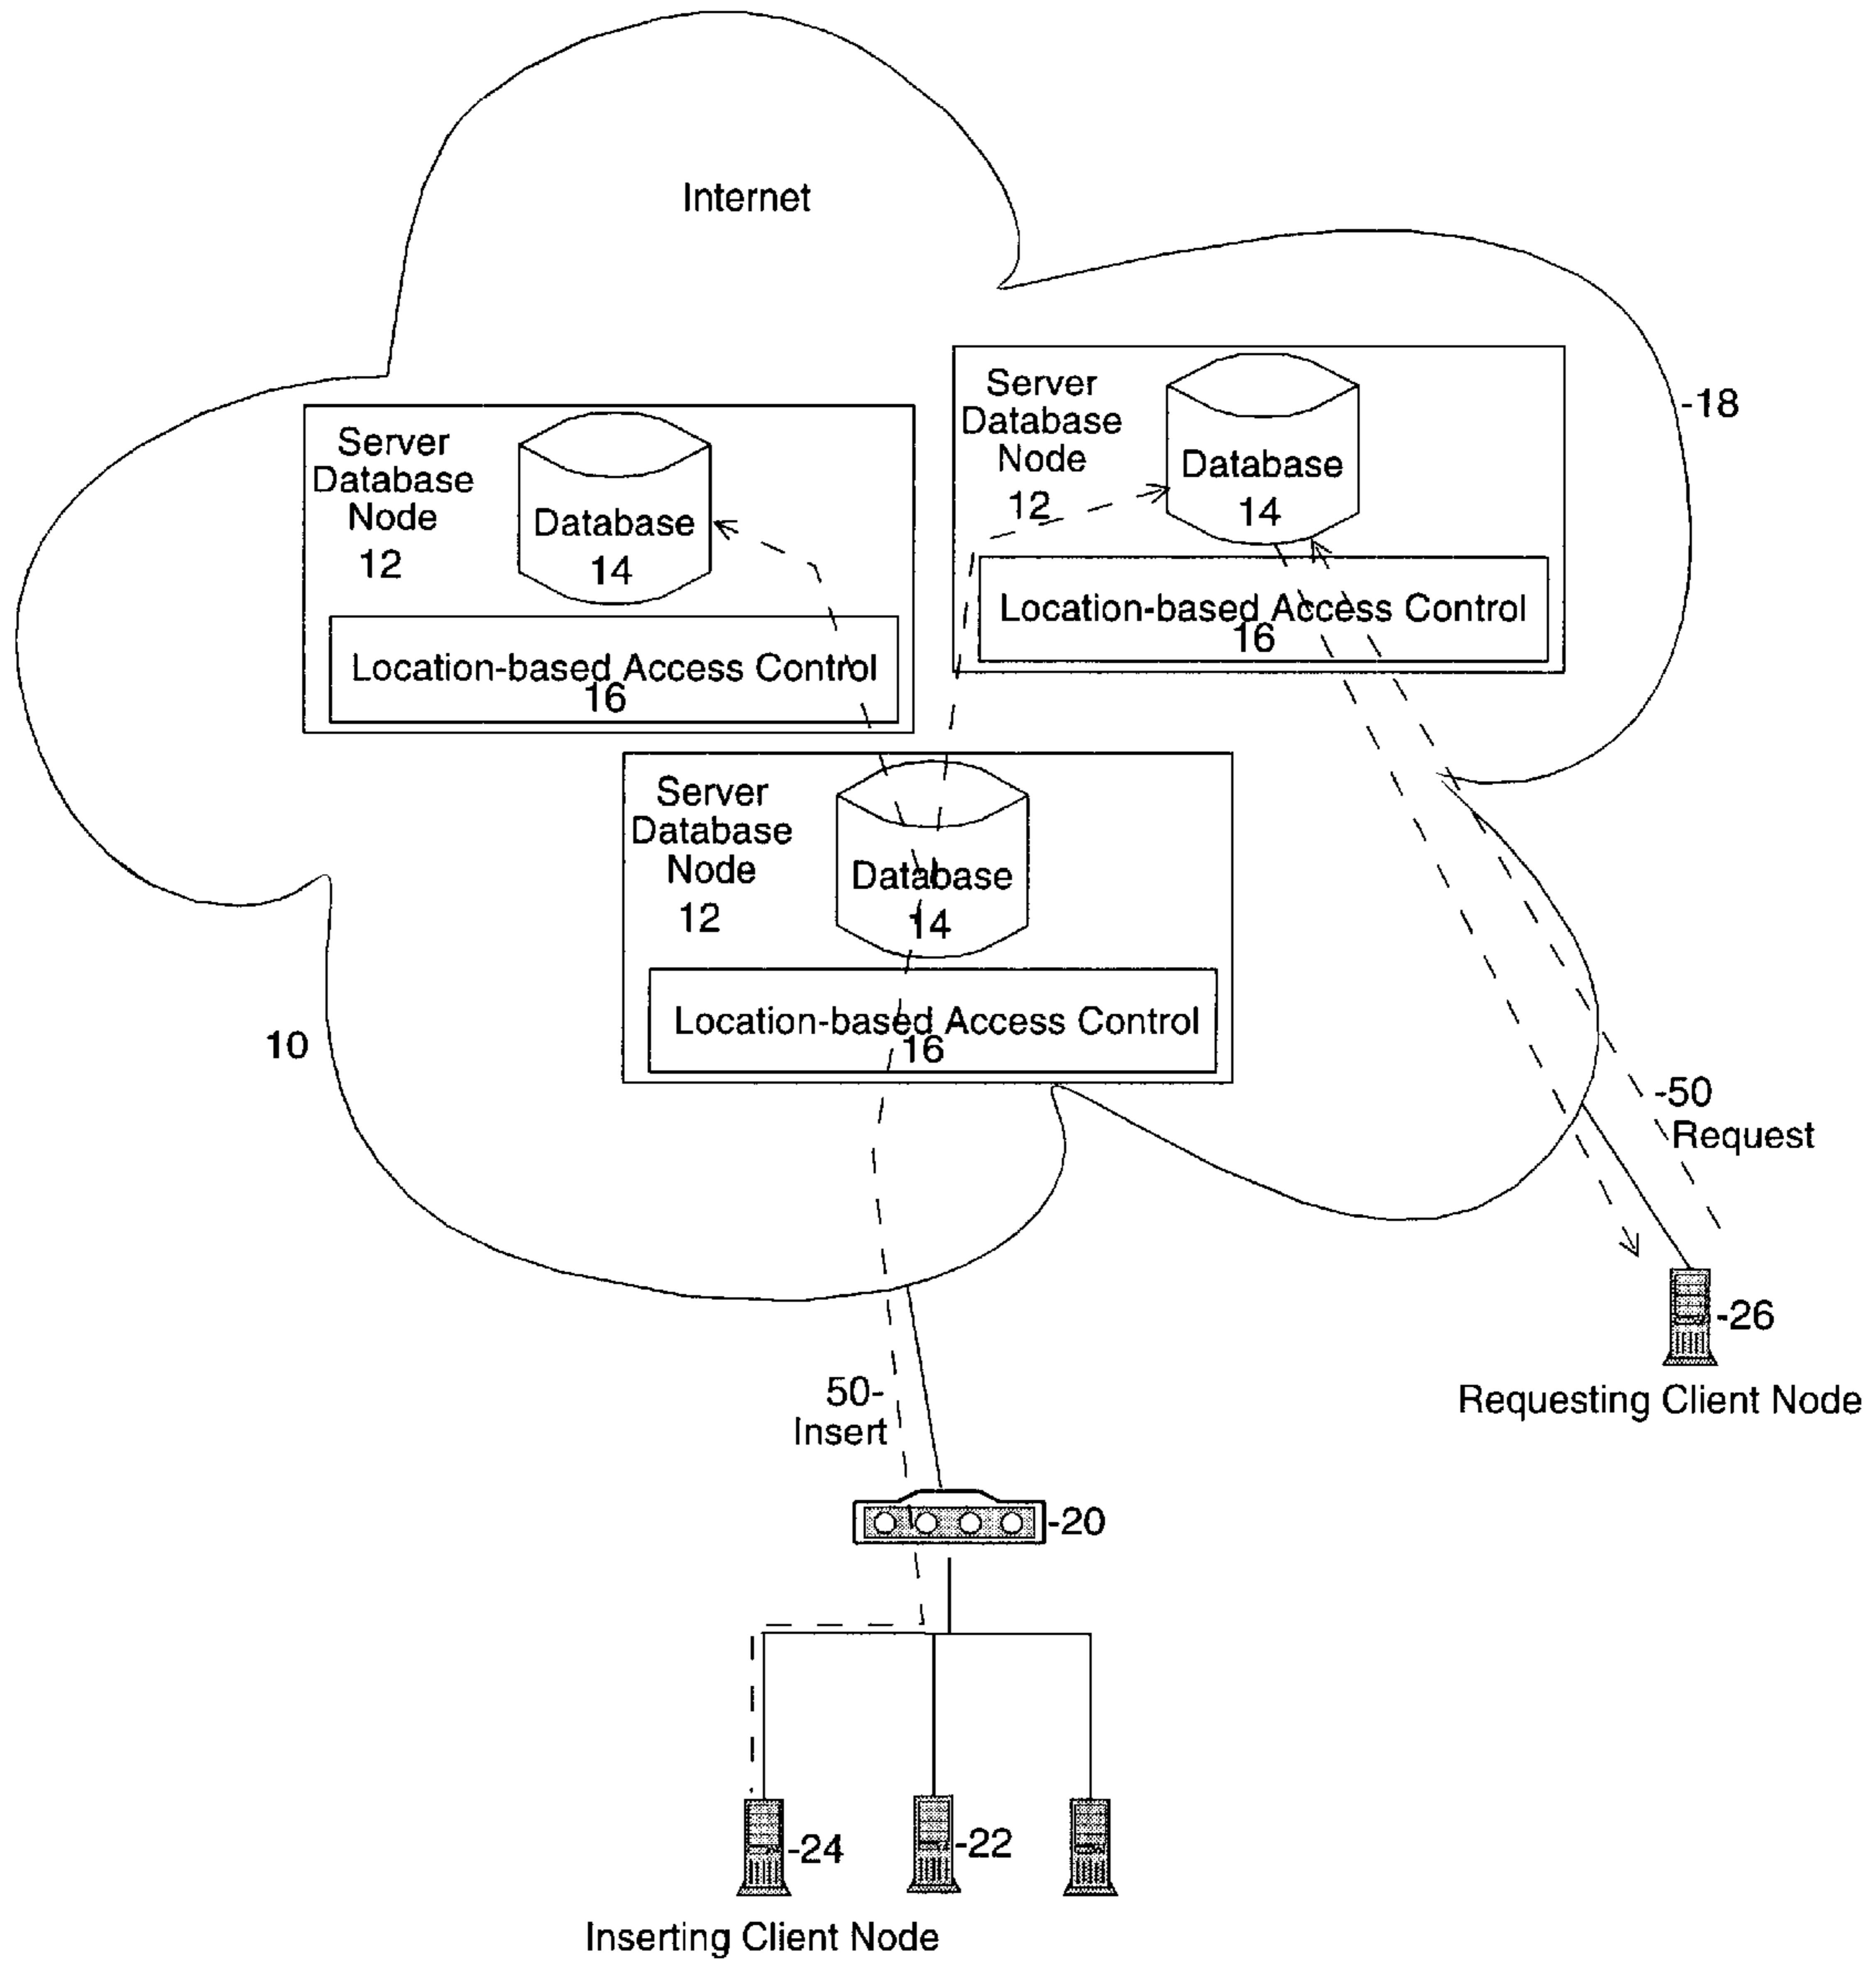 Internet
-18
Server
Database
Node
12
Database
14
Location-based Access Control
16
Server
Database
Node
12
Database
14
Location-based Access Control
16
Server
Database
Node
12
Database
14
Location-based Access Control
16
10
-50
Request
-26
Requesting Client Node
50-
Insert
-20
-24
-22
Inserting Client Node